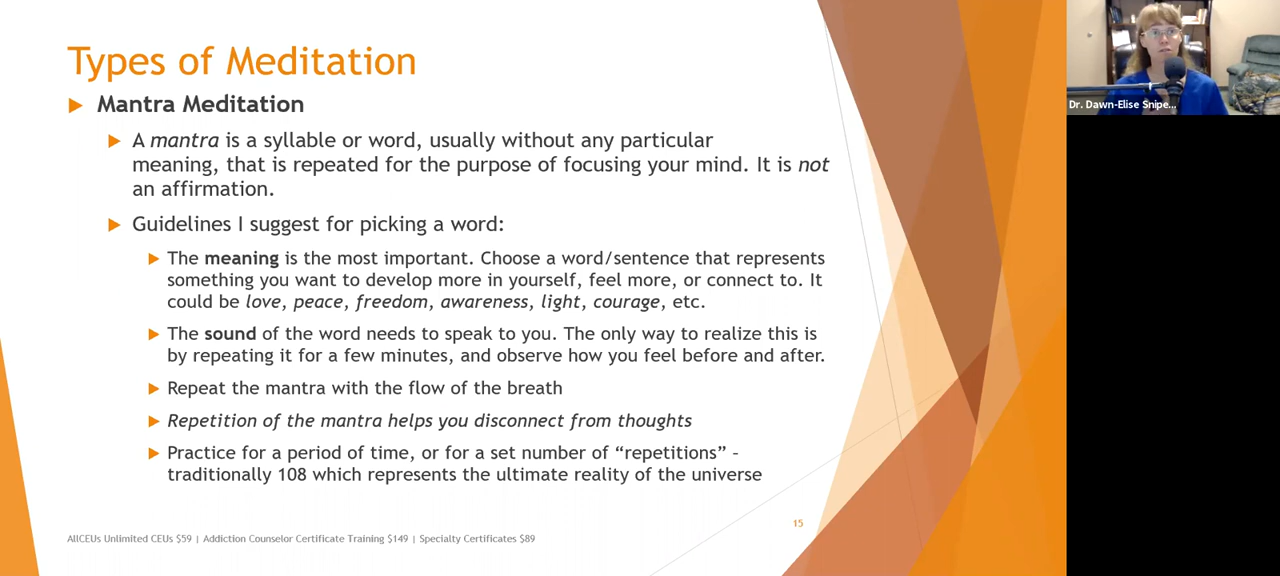 Types of Meditation
Mantra Meditation
A mantra is a syllable or word, usually without any particular
meaning, that is repeated for the purpose of focusing your mind. It is not
an affirmation.
Guidelines I suggest for picking a word:
The meaning is the most important. Choose a word/sentence that represents
something you want to develop more in yourself, feel more, or connect to. It
could be love, peace, freedom, awareness, light, courage, etc.
The sound of the word needs to speak to you. The only way to realize this is
by repeating it for a few minutes, and observe how you feel before and after.
Repeat the mantra with the flow of the breath
Repetition of the mantra helps you disconnect from thoughts
Practice for a period of time, or for a set number of “repetitions” –
traditionally 108 which represents the ultimate reality of the universe
15
AllCEUs Unlimited CEUs $59 | Addiction Counselor Certificate Training $149 | Specialty Certificates $89
Dr. Dawn-Elise Snipe...